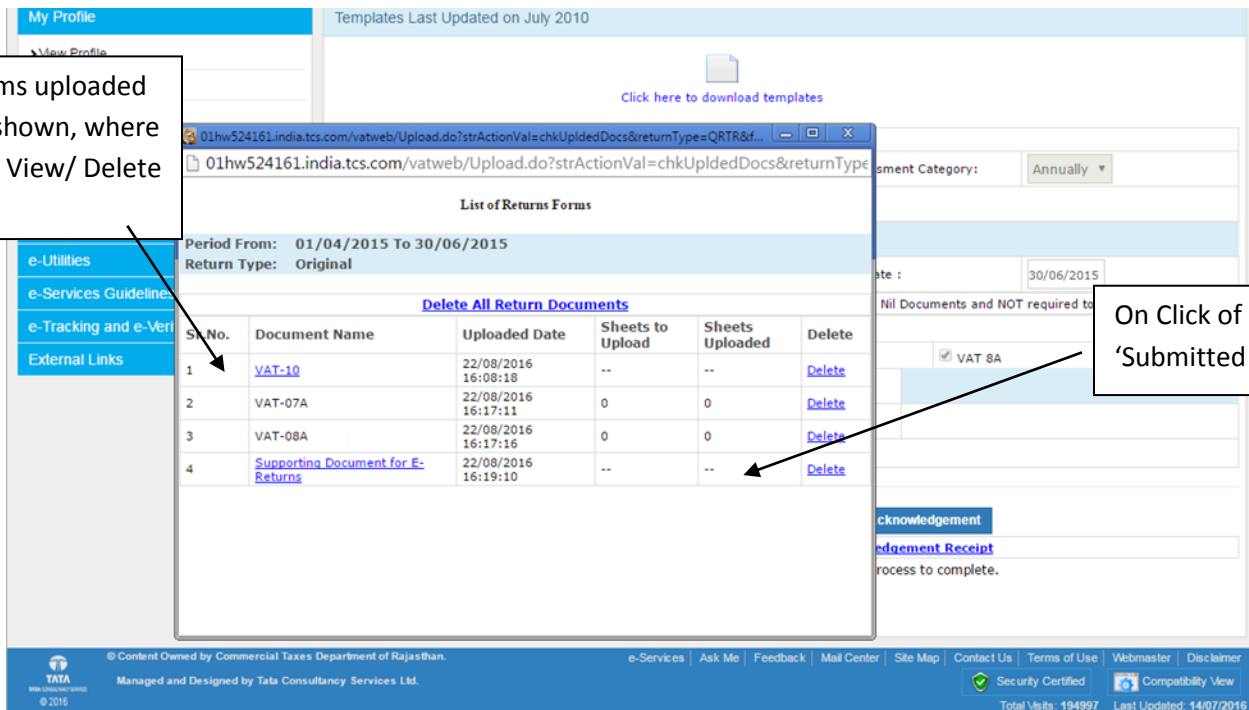 My Profile
Templates Last Updated on July 2010
View Profile
Click here to download templates
ms uploaded
shown, where
View/ Delete
01hw524161.india.tcs.com/vatweb/Upload.do?strActionVal=chkUpldedDocs&returnType=QRTR&f...
01hw524161.india.tcs.com/vatweb/Upload.do?strActionVal=chkUpldedDocs&returnType
List of Returns Forms
Period From: 01/04/2015 To 30/06/2015
Return Type: Original
Delete All Return Documents
Sr.No. Document Name Uploaded Date Sheets to Upload Sheets Uploaded Delete
1 VAT-10 22/08/2016 16:08:18 -- -- Delete
2 VAT-07A 22/08/2016 16:17:11 0 0 Delete
3 VAT-08A 22/08/2016 16:17:16 0 0 Delete
4 Supporting Document for E-Returns 22/08/2016 16:19:10 -- -- Delete
e-Utilities
e-Services Guidelines
e-Tracking and e-Veri
External Links
sment Category: Annually
ate : 30/06/2015
Nil Documents and NOT required to
VAT 8A
On Click of
‘Submitted
cknowledgement
edgement Receipt
rocess to complete.
TATA
© 2016
© Content Owned by Commercial Taxes Department of Rajasthan.
Managed and Designed by Tata Consultancy Services Ltd.
e-Services | Ask Me | Feedback | Mail Center | Site Map | Contact Us | Terms of Use | Webmaster | Disclaimer
Security Certified
Compatibility View
Total Visits: 194997 Last Updated: 14/07/2016